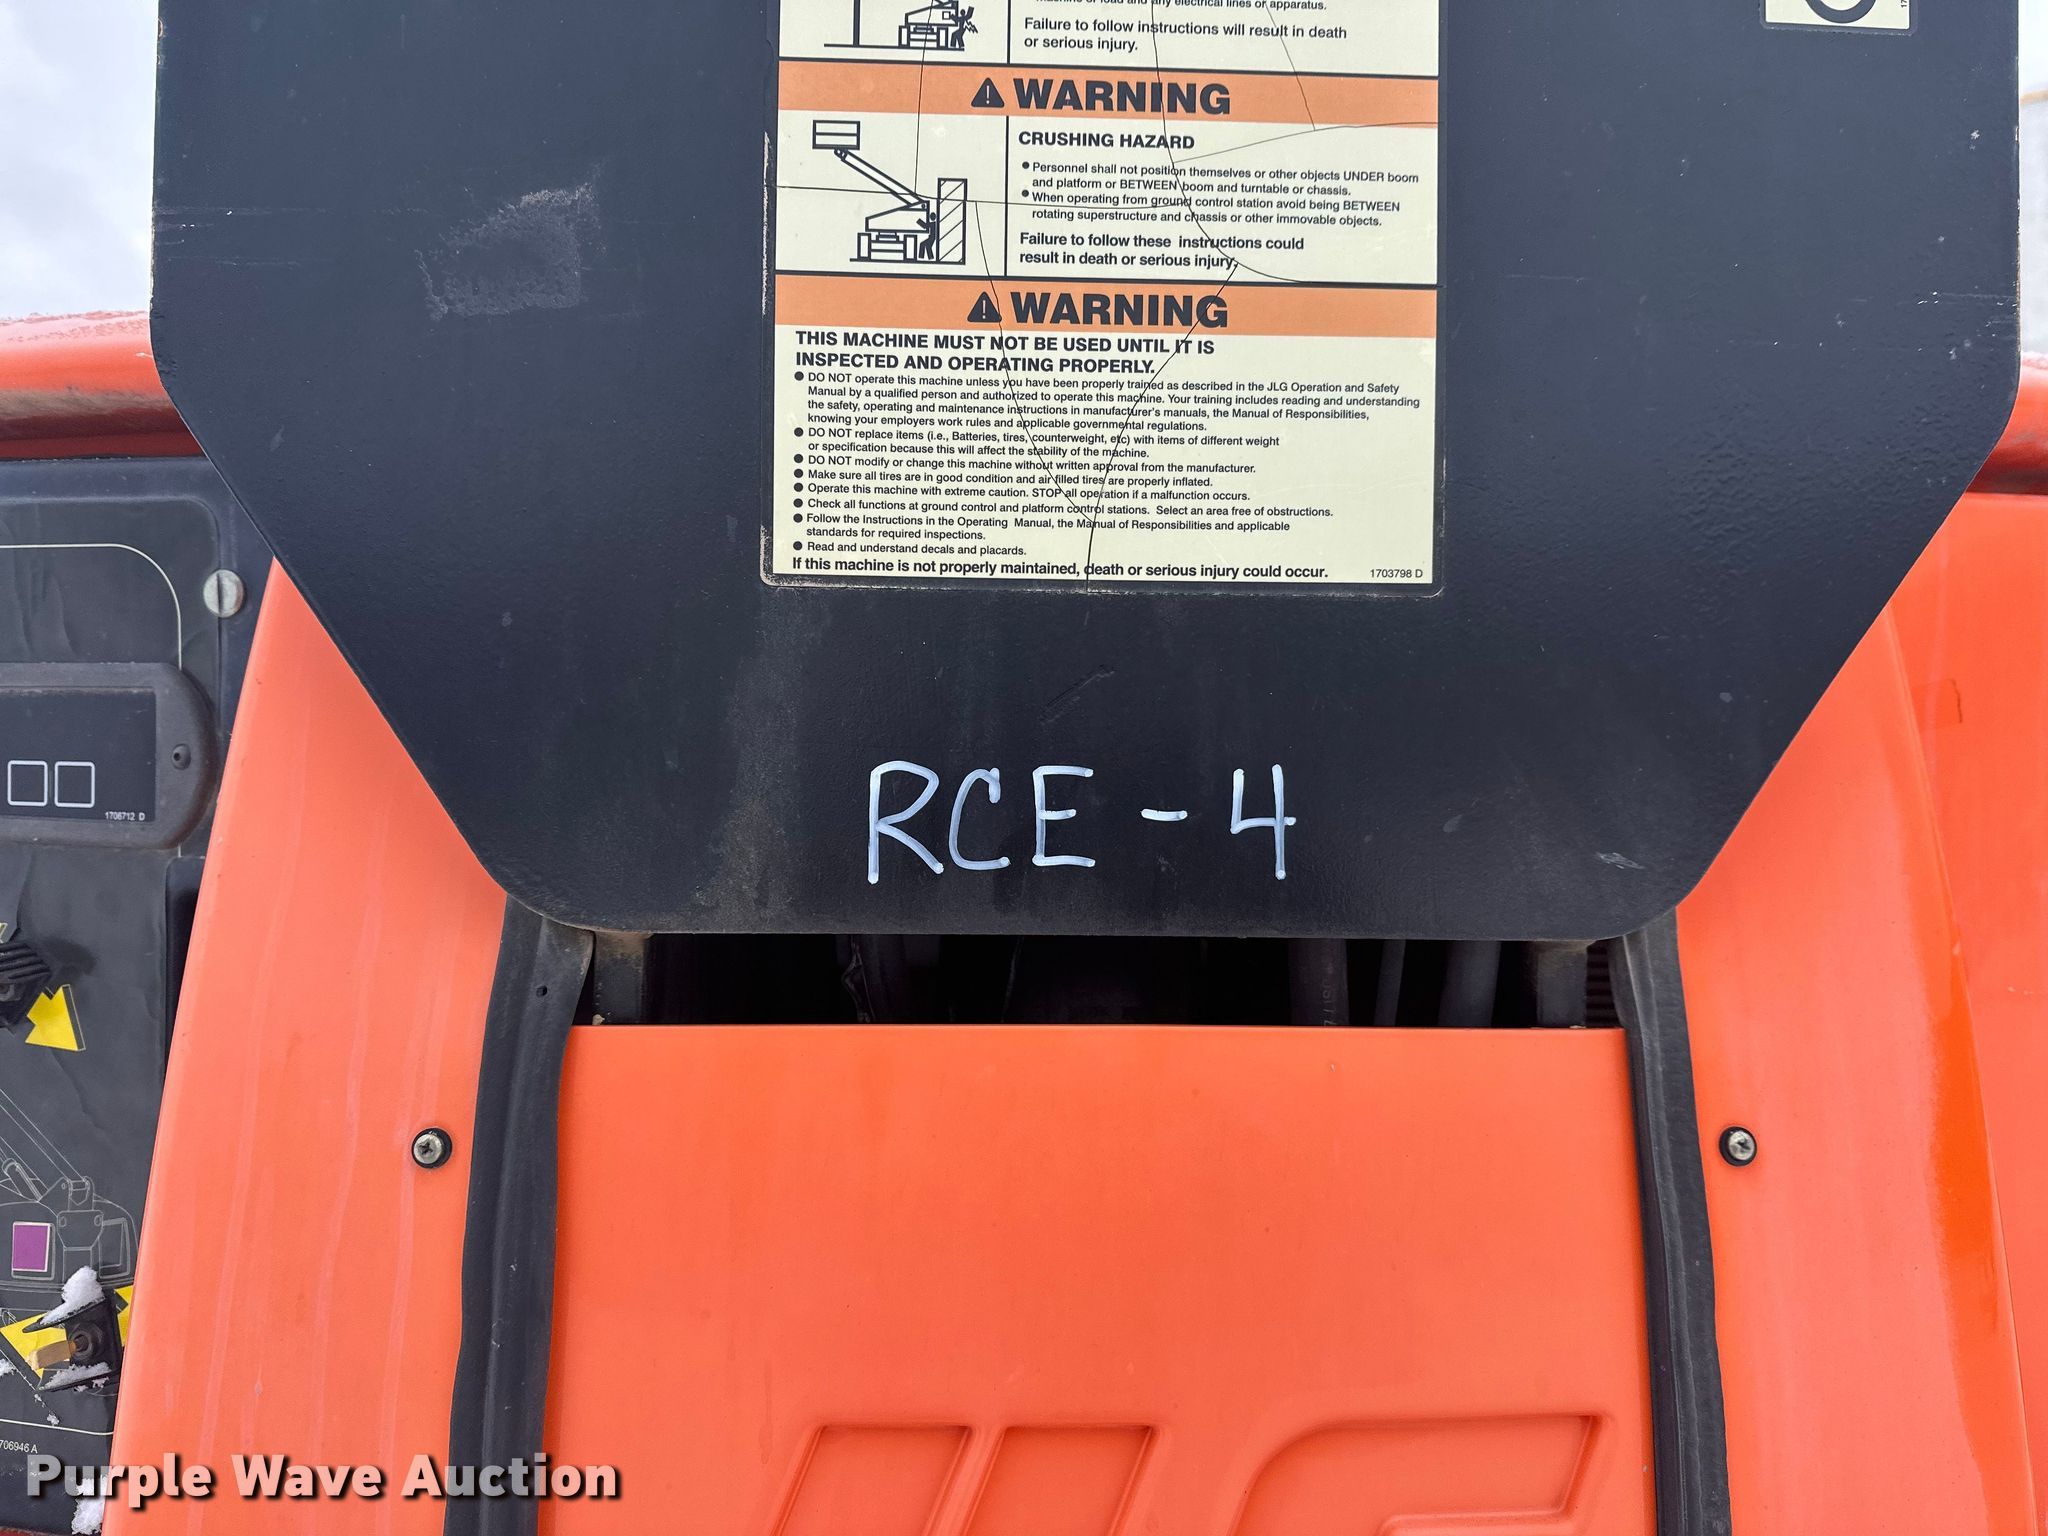 machine or load and any electrical lines or apparatus.
Failure to follow instructions will result in death
or serious injury.
WARNING
CRUSHING HAZARD
● Personnel shall not position themselves or other objects UNDER boom
and platform or BETWEEN boom and turntable or chassis.
● When operating from ground control station avoid being BETWEEN
rotating superstructure and chassis or other immovable objects.
Failure to follow these instructions could
result in death or serious injury.
WARNING
THIS MACHINE MUST NOT BE USED UNTIL IT IS
INSPECTED AND OPERATING PROPERLY.
● DO NOT operate this machine unless you have been properly trained as described in the JLG Operation and Safety
Manual by a qualified person and authorized to operate this machine. Your training includes reading and understanding
the safety, operating and maintenance instructions in manufacturer's manuals, the Manual of Responsibilities,
knowing your employers work rules and applicable governmental regulations.
● DO NOT replace items (i.e., Batteries, tires, counterweight, etc) with items of different weight
or specification because this will affect the stability of the machine.
● DO NOT modify or change this machine without written approval from the manufacturer.
● Make sure all tires are in good condition and air filled tires are properly inflated.
● Operate this machine with extreme caution. STOP all operation if a malfunction occurs.
● Check all functions at ground control and platform control stations. Select an area free of obstructions.
● Follow the Instructions in the Operating Manual, the Manual of Responsibilities and applicable
standards for required inspections.
● Read and understand decals and placards.
If this machine is not properly maintained, death or serious injury could occur. 1703798 D
1706712 D
RCE - 4
706946 A
Purple Wave Auction